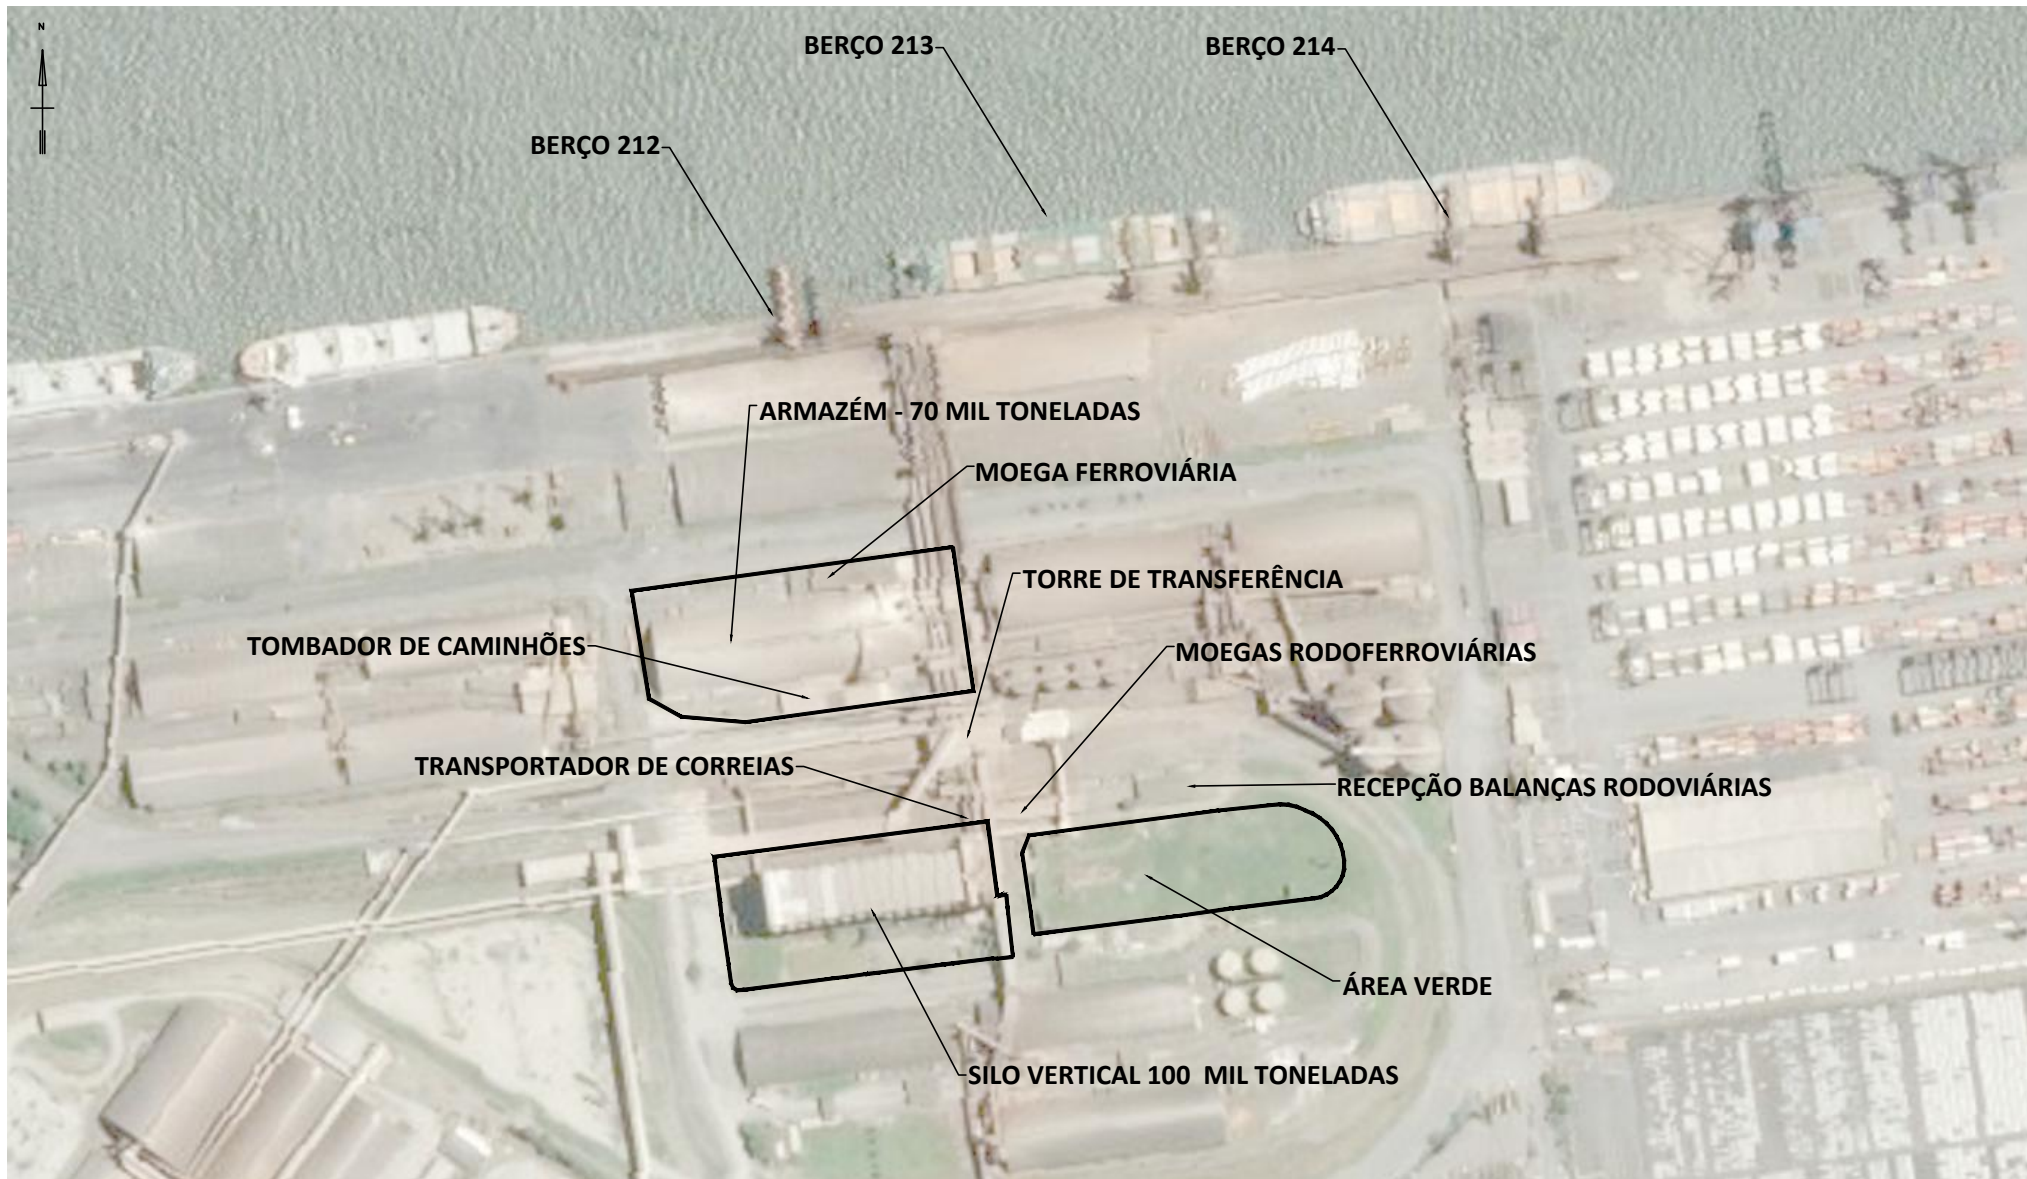 N
BERÇO 213
BERÇO 214
BERÇO 212
ARMAZÉM - 70 MIL TONELADAS
MOEGA FERROVIÁRIA
TORRE DE TRANSFERÊNCIA
TOMBADOR DE CAMINHÕES
MOEGAS RODOFERROVIÁRIAS
TRANSPORTADOR DE CORREIAS
RECEPÇÃO BALANÇAS RODOVIÁRIAS
ÁREA VERDE
SILO VERTICAL 100 MIL TONELADAS